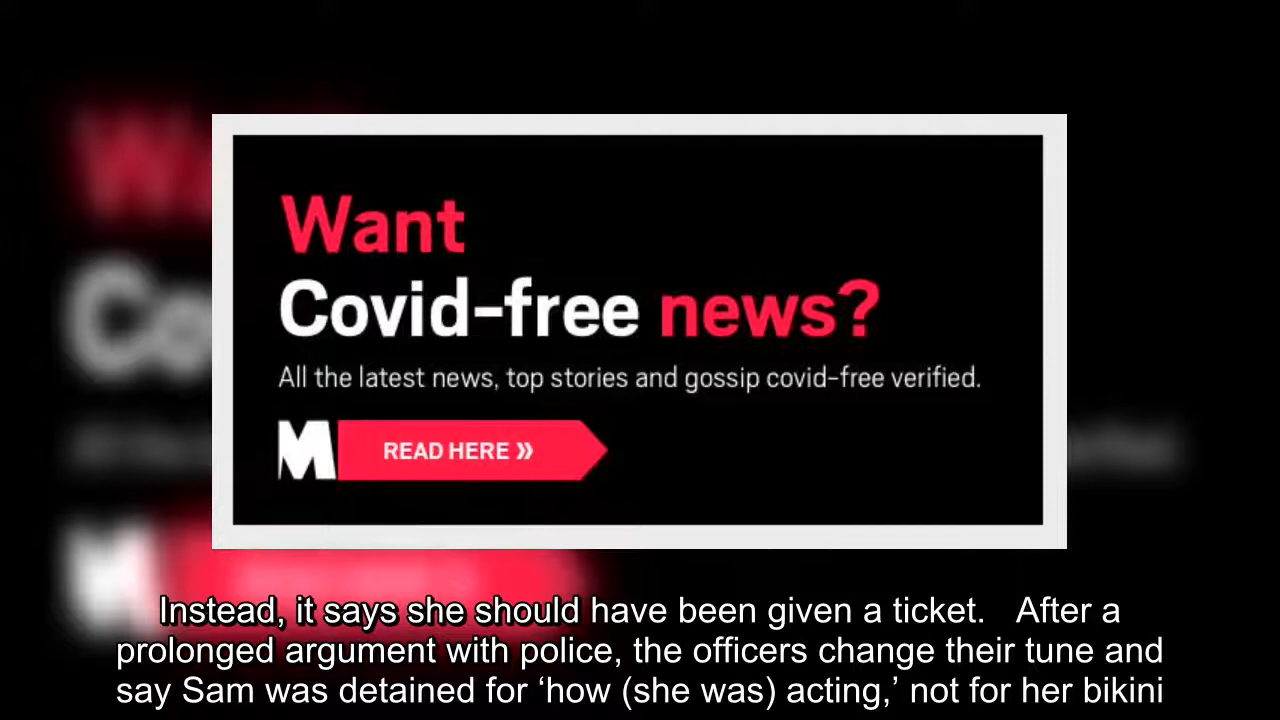 Want
Covid-free news?
All the latest news, top stories and gossip covid-free verified.
M READ HERE »
Instead, it says she should have been given a ticket.   After a
prolonged argument with police, the officers change their tune and
say Sam was detained for ‘how (she was) acting,’ not for her bikini